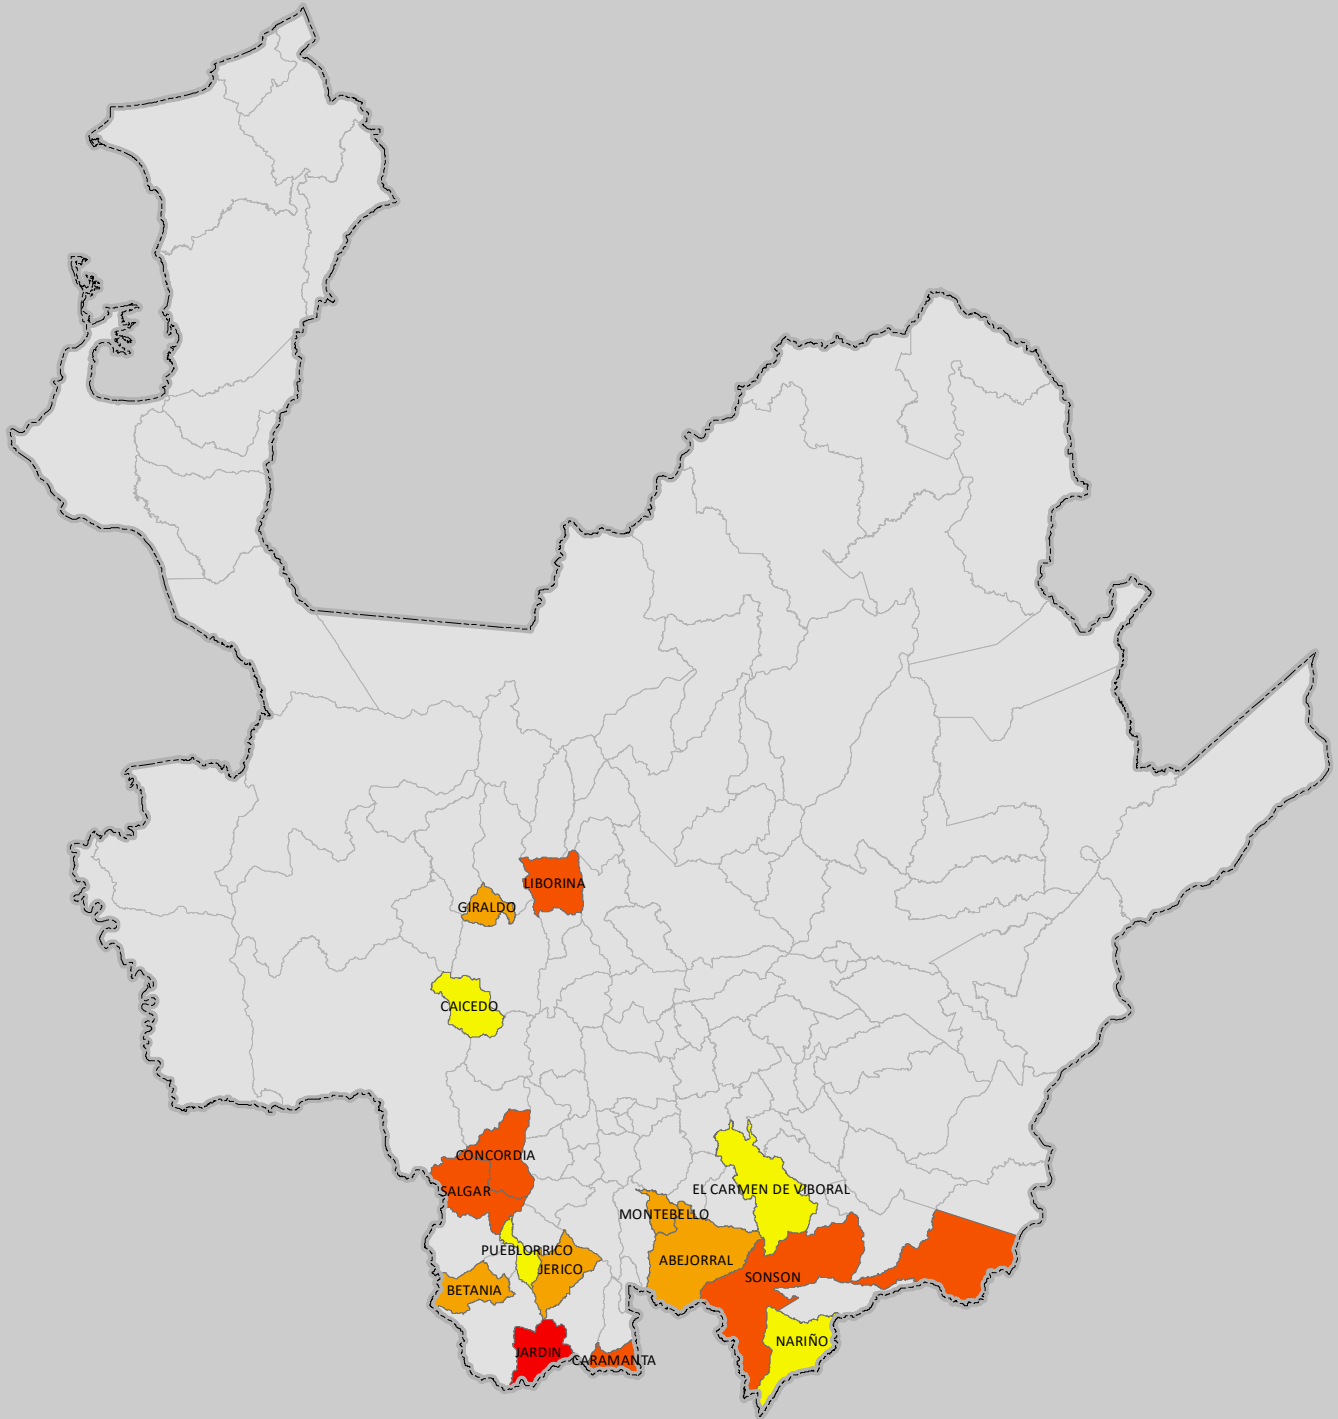 LIBORINA
GIRALDO
CAICEDO
CONCORDIA
SALGAR
EL CARMEN DE VIBORAL
MONTEBELLO
PUEBLORRICO
JERICO
ABEJORRAL
SONSON
BETANIA
NARIÑO
JARDIN
CARAMANTA